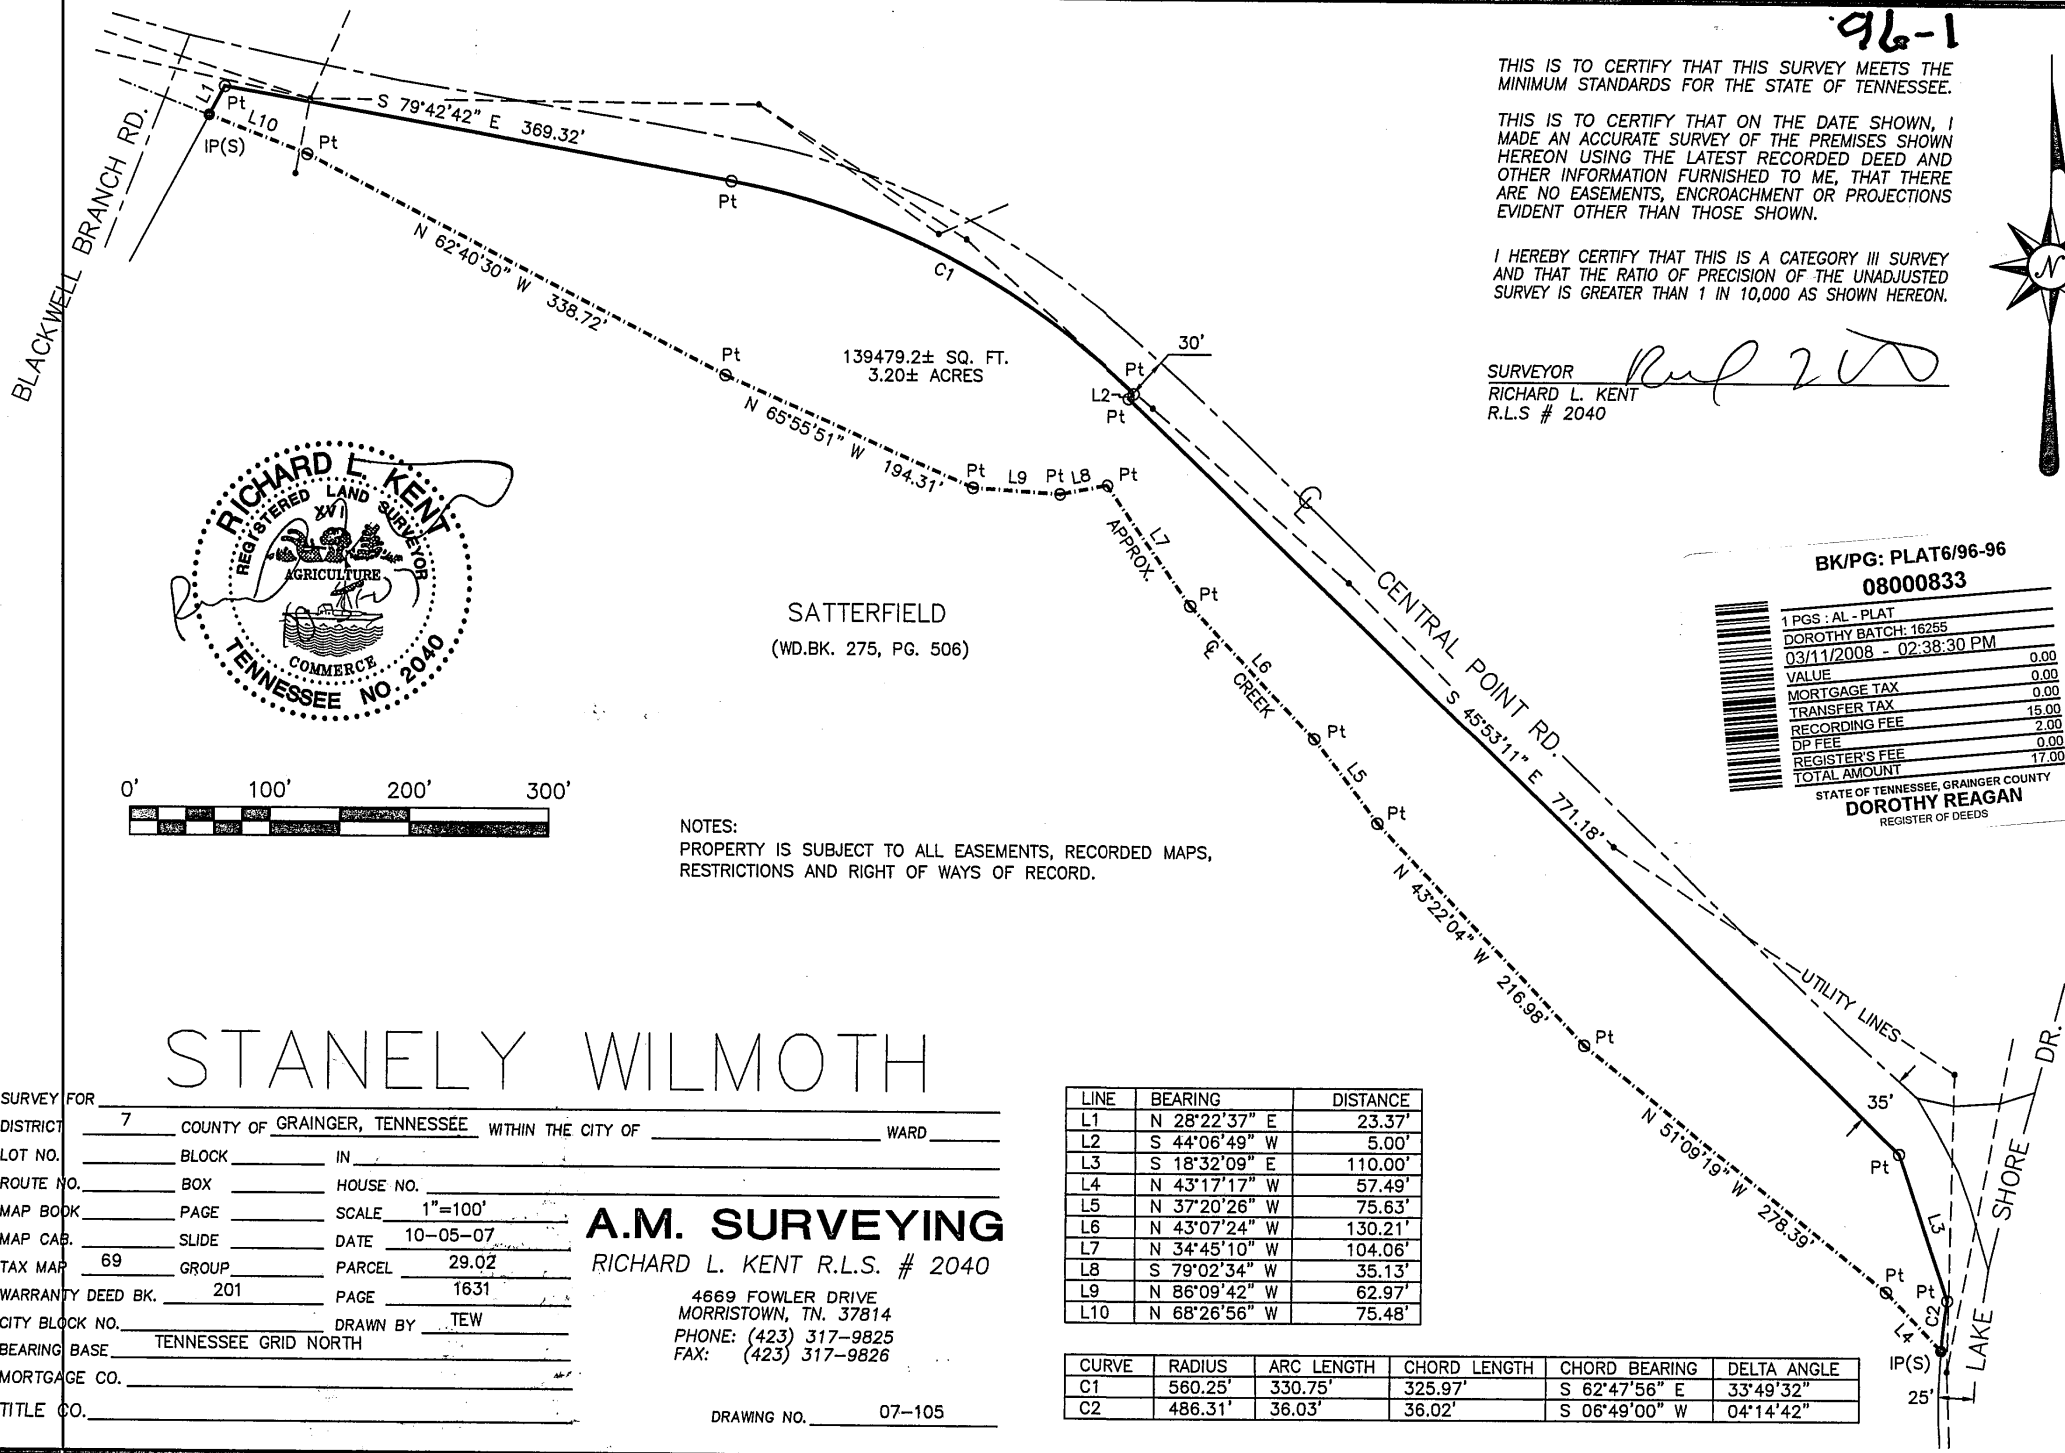 96-1
THIS IS TO CERTIFY THAT THIS SURVEY MEETS THE
MINIMUM STANDARDS FOR THE STATE OF TENNESSEE.
THIS IS TO CERTIFY THAT ON THE DATE SHOWN, I
MADE AN ACCURATE SURVEY OF THE PREMISES SHOWN
HEREON USING THE LATEST RECORDED DEED AND
OTHER INFORMATION FURNISHED TO ME, THAT THERE
ARE NO EASEMENTS, ENCROACHMENT OR PROJECTIONS
EVIDENT OTHER THAN THOSE SHOWN.
I HEREBY CERTIFY THAT THIS IS A CATEGORY III SURVEY
AND THAT THE RATIO OF PRECISION OF THE UNADJUSTED
SURVEY IS GREATER THAN 1 IN 10,000 AS SHOWN HEREON.
SURVEYOR
RICHARD L. KENT
R.L.S # 2040
N
L1
Pt
L10
IP(S)
Pt
S 79°42'42" E 369.32'
Pt
BLACKWELL BRANCH RD.
N 62°40'30" W 338.72'
C1
30'
Pt
L2
Pt
139479.2± SQ. FT.
3.20± ACRES
Pt
N 65°55'51" W 194.31'
Pt
L9
Pt
L8
Pt
L7
APPROX.
Pt
℄
L6
CREEK
Pt
L5
Pt
℄
CENTRAL POINT RD.
S 45°53'11" E 771.18'
N 43°22'04" W 216.98'
Pt
UTILITY LINES
35'
N 51°09'19" W 278.39'
Pt
L3
Pt
Pt
C2
L4
IP(S)
25'
LAKE SHORE DR.
RICHARD L. KENT
REGISTERED LAND SURVEYOR
XVI
AGRICULTURE
COMMERCE
TENNESSEE NO. 2040
SATTERFIELD
(WD.BK. 275, PG. 506)
BK/PG: PLAT6/96-96
08000833
1 PGS : AL - PLAT
DOROTHY BATCH: 16255
03/11/2008 - 02:38:30 PM
VALUE 0.00
MORTGAGE TAX 0.00
TRANSFER TAX 0.00
RECORDING FEE 15.00
DP FEE 2.00
REGISTER'S FEE 0.00
TOTAL AMOUNT 17.00
STATE OF TENNESSEE, GRAINGER COUNTY
DOROTHY REAGAN
REGISTER OF DEEDS
0' 100' 200' 300'
NOTES:
PROPERTY IS SUBJECT TO ALL EASEMENTS, RECORDED MAPS,
RESTRICTIONS AND RIGHT OF WAYS OF RECORD.
SURVEY FOR STANELY WILMOTH
DISTRICT 7 COUNTY OF GRAINGER, TENNESSEE WITHIN THE CITY OF WARD
LOT NO. BLOCK IN
ROUTE NO. BOX HOUSE NO.
MAP BOOK PAGE SCALE 1"=100'
MAP CAB. SLIDE DATE 10-05-07
TAX MAP 69 GROUP PARCEL 29.02
WARRANTY DEED BK. 201 PAGE 1631
CITY BLOCK NO. DRAWN BY TEW
BEARING BASE TENNESSEE GRID NORTH
MORTGAGE CO.
TITLE CO.
A.M. SURVEYING
RICHARD L. KENT R.L.S. # 2040
4669 FOWLER DRIVE
MORRISTOWN, TN. 37814
PHONE: (423) 317-9825
FAX: (423) 317-9826
DRAWING NO. 07-105
LINE BEARING DISTANCE
L1 N 28°22'37" E 23.37'
L2 S 44°06'49" W 5.00'
L3 S 18°32'09" E 110.00'
L4 N 43°17'17" W 57.49'
L5 N 37°20'26" W 75.63'
L6 N 43°07'24" W 130.21'
L7 N 34°45'10" W 104.06'
L8 S 79°02'34" W 35.13'
L9 N 86°09'42" W 62.97'
L10 N 68°26'56" W 75.48'
CURVE RADIUS ARC LENGTH CHORD LENGTH CHORD BEARING DELTA ANGLE
C1 560.25' 330.75' 325.97' S 62°47'56" E 33°49'32"
C2 486.31' 36.03' 36.02' S 06°49'00" W 04°14'42"